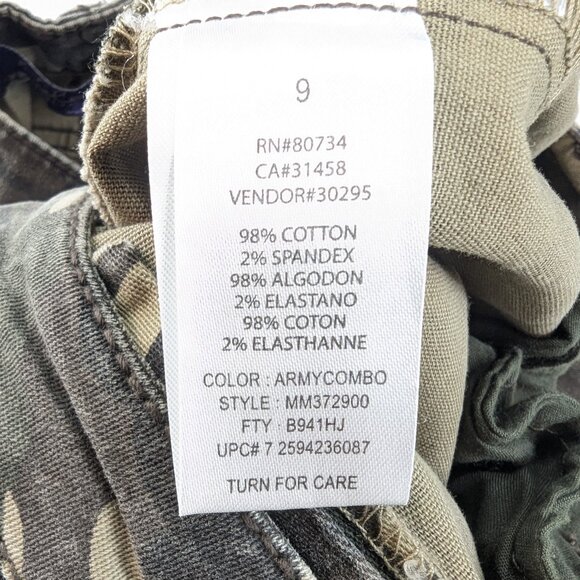 9
RN#80734
CA#31458
VENDOR#30295
98% COTTON
2% SPANDEX
98% ALGODON
2% ELASTANO
98% COTON
2% ELASTHANNE
COLOR : ARMYCOMBO
STYLE : MM372900
FTY : B941HJ
UPC# 7 2594236087
TURN FOR CARE